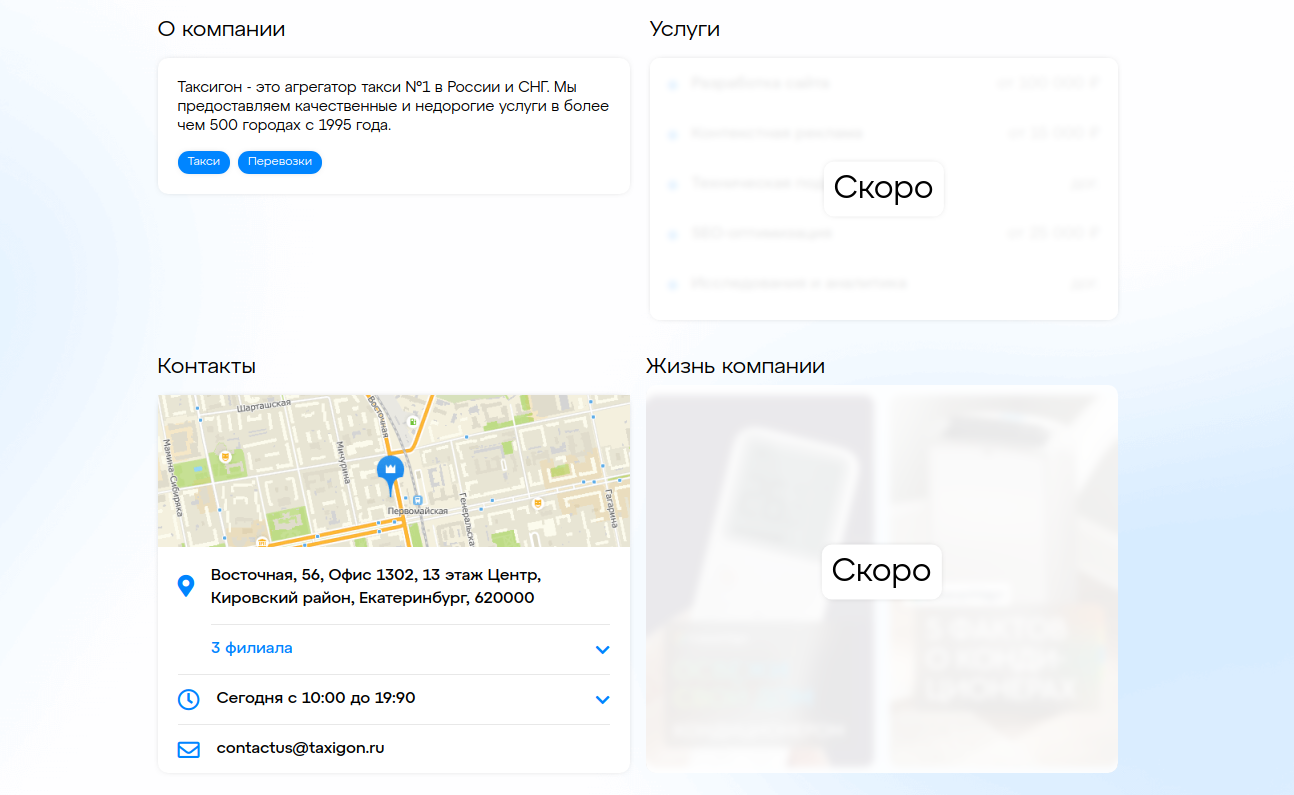 О компании
Таксигон - это агрегатор такси №1 в России и СНГ. Мы
предоставляем качественные и недорогие услуги в более
чем 500 городах с 1995 года.
Такси
Перевозки
Услуги
Скоро
Контакты
Шарташская
Восточная
Мамина-Сибиряка
Мичурина
Первомайская
Генеральская
Гагарина
Восточная, 56, Офис 1302, 13 этаж Центр,
Кировский район, Екатеринбург, 620000
3 филиала
Сегодня с 10:00 до 19:90
contactus@taxigon.ru
Жизнь компании
Скоро